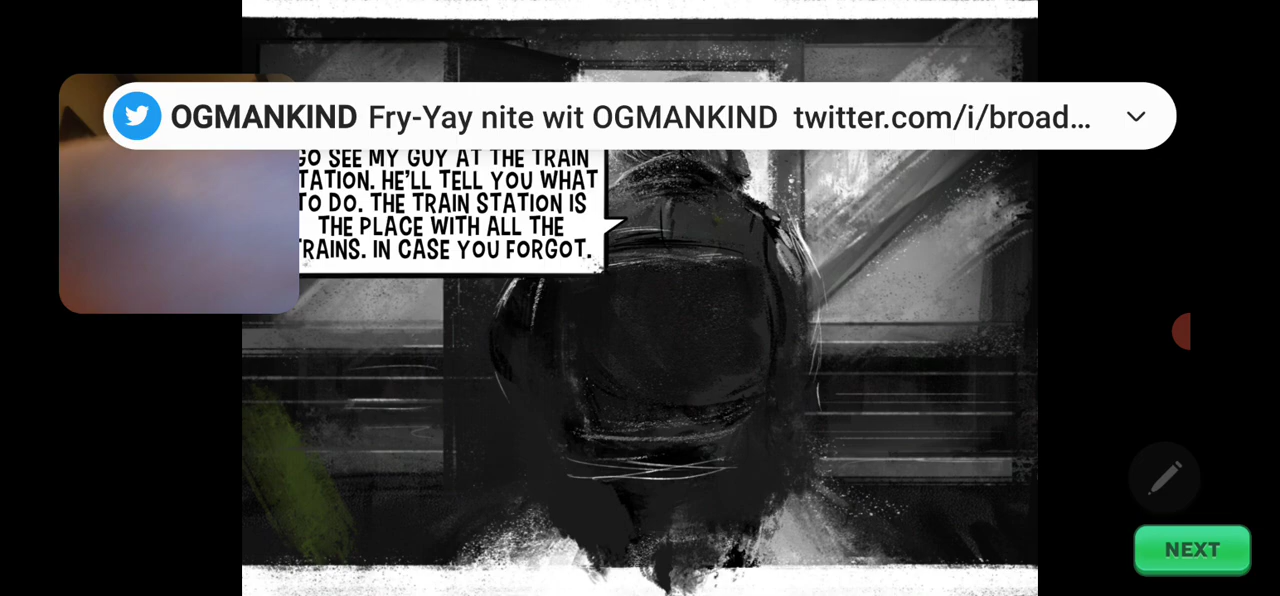 OGMANKIND Fry-Yay nite wit OGMANKIND twitter.com/i/broad...
GO SEE MY GUY AT THE TRAIN
TATION. HE'LL TELL YOU WHAT
TO DO. THE TRAIN STATION IS
THE PLACE WITH ALL THE
TRAINS. IN CASE YOU FORGOT.
NEXT